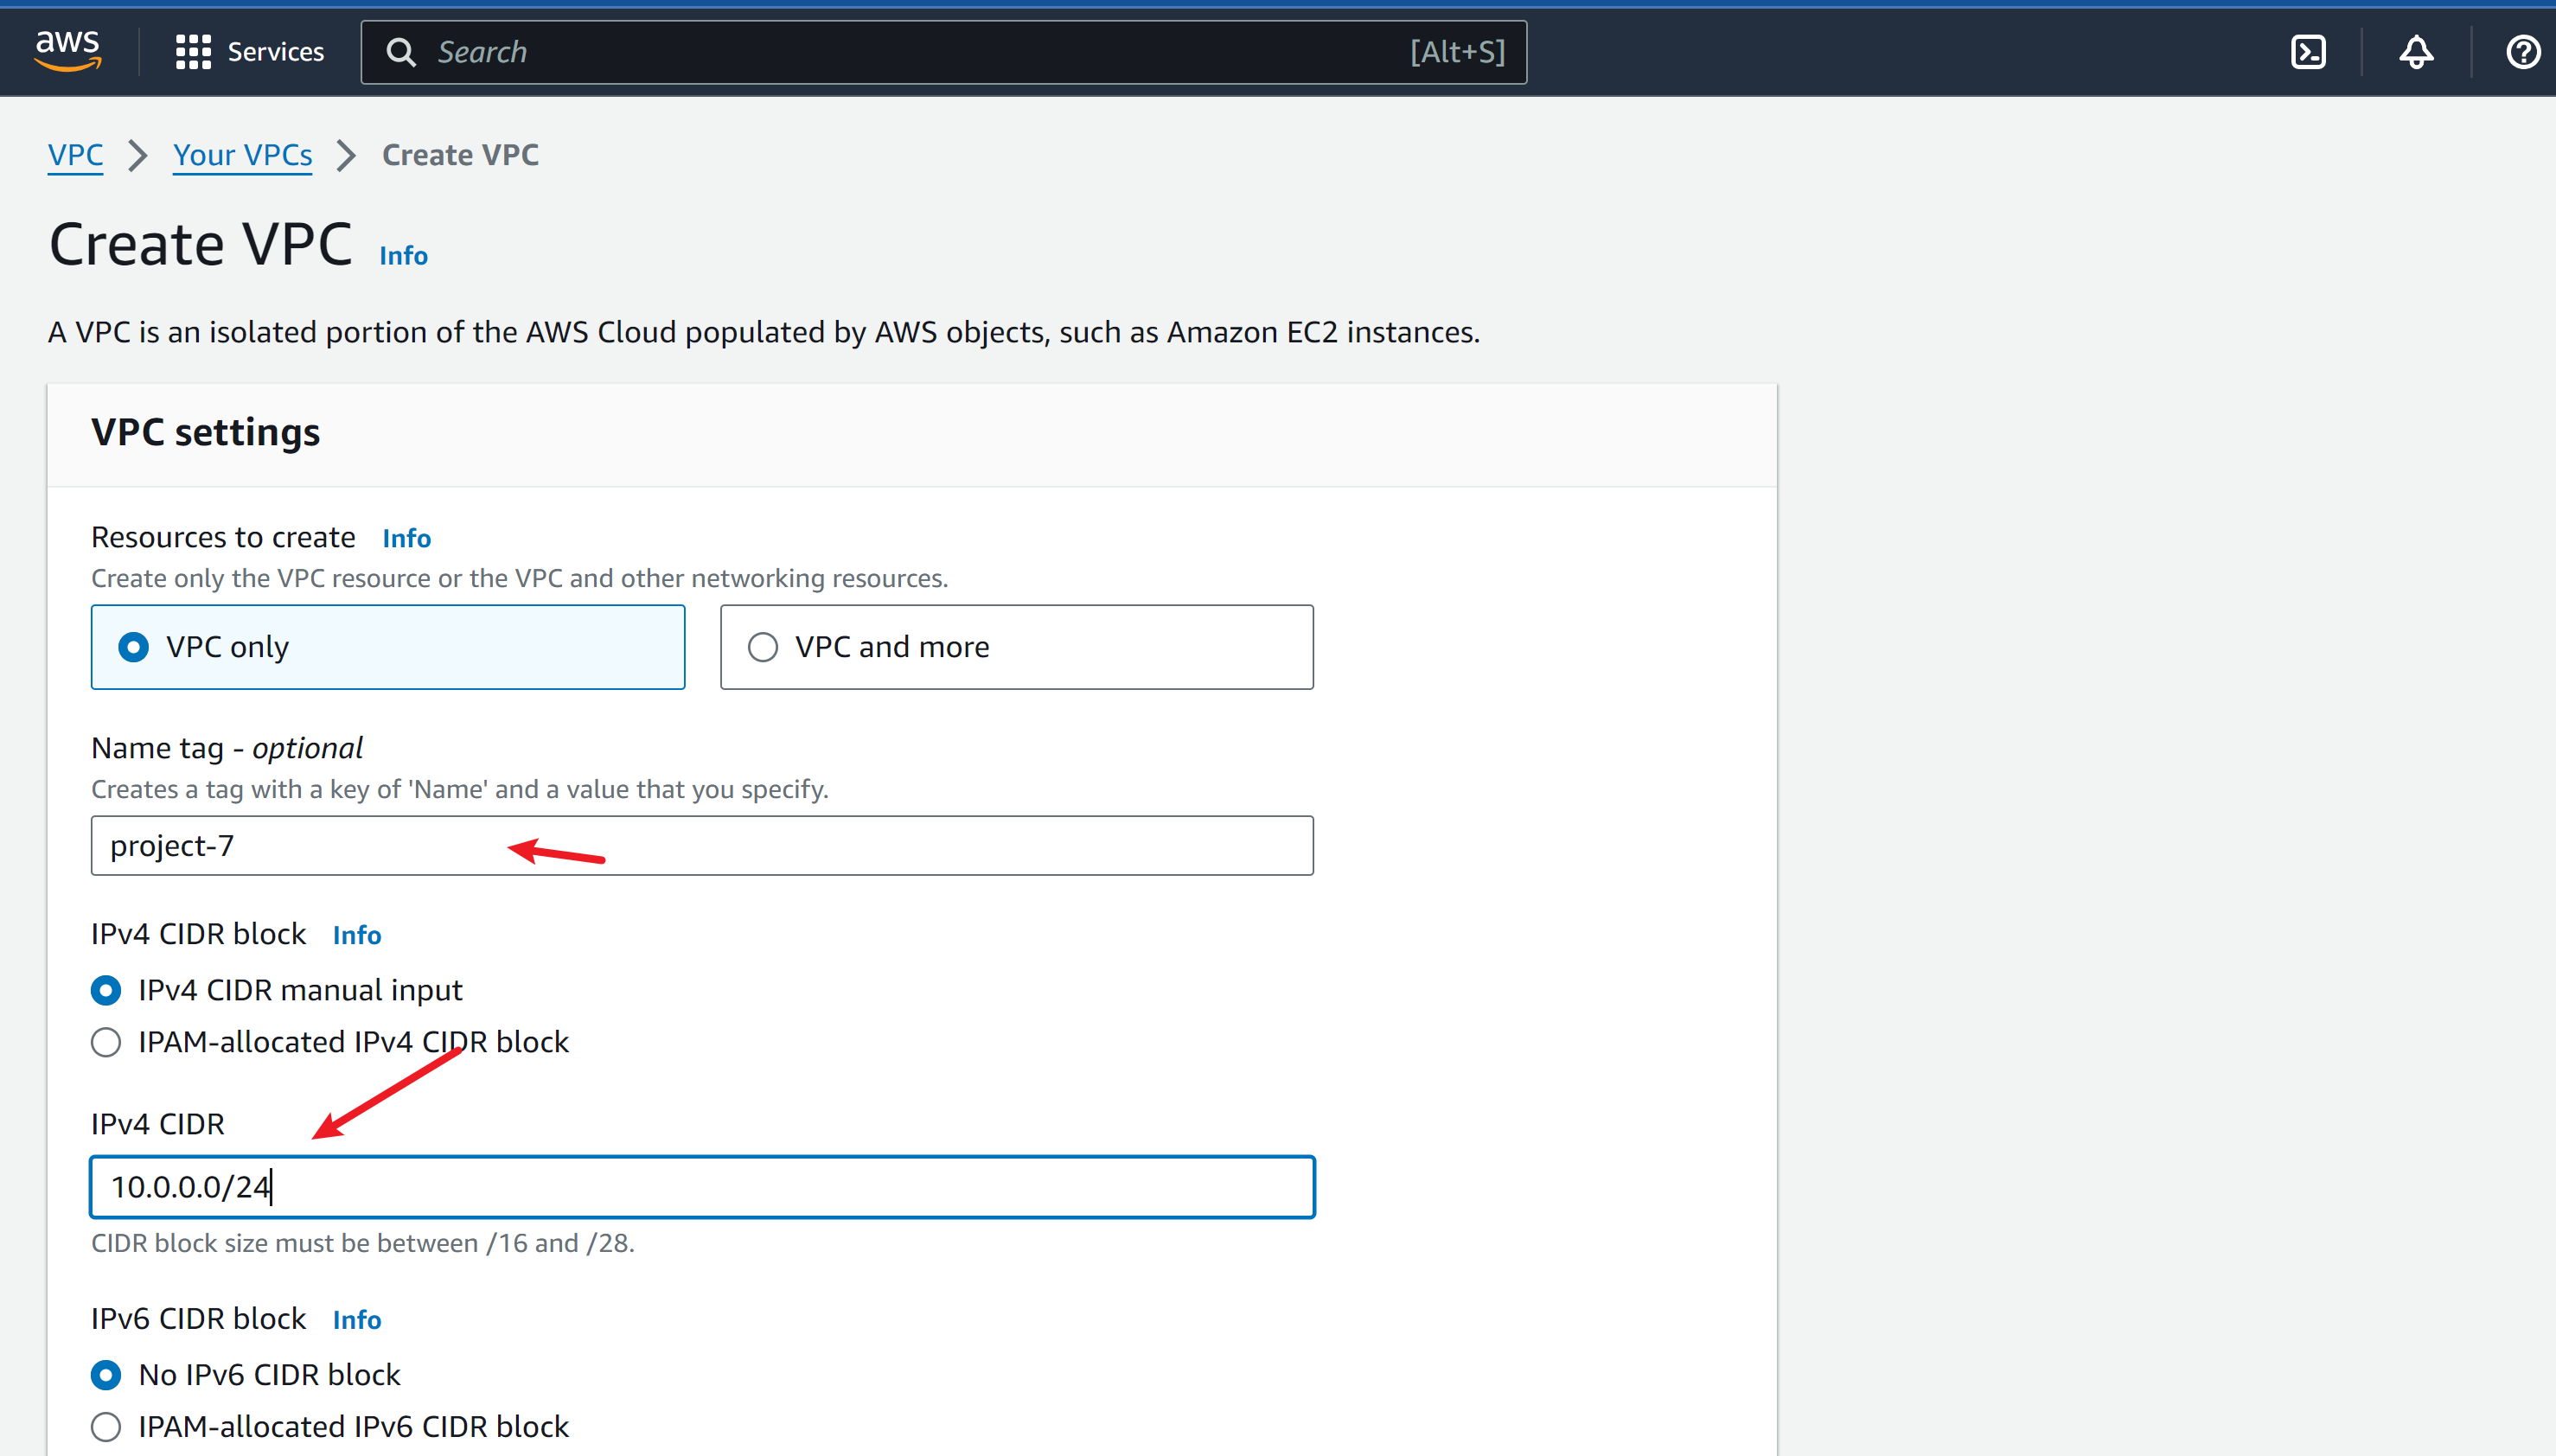 aws Services Search [Alt+S]
VPC Your VPCs Create VPC
Create VPC Info
A VPC is an isolated portion of the AWS Cloud populated by AWS objects, such as Amazon EC2 instances.
VPC settings
Resources to create Info
Create only the VPC resource or the VPC and other networking resources.
VPC only VPC and more
Name tag - optional
Creates a tag with a key of 'Name' and a value that you specify.
project-7
IPv4 CIDR block Info
IPv4 CIDR manual input
IPAM-allocated IPv4 CIDR block
IPv4 CIDR
10.0.0.0/24
CIDR block size must be between /16 and /28.
IPv6 CIDR block Info
No IPv6 CIDR block
IPAM-allocated IPv6 CIDR block